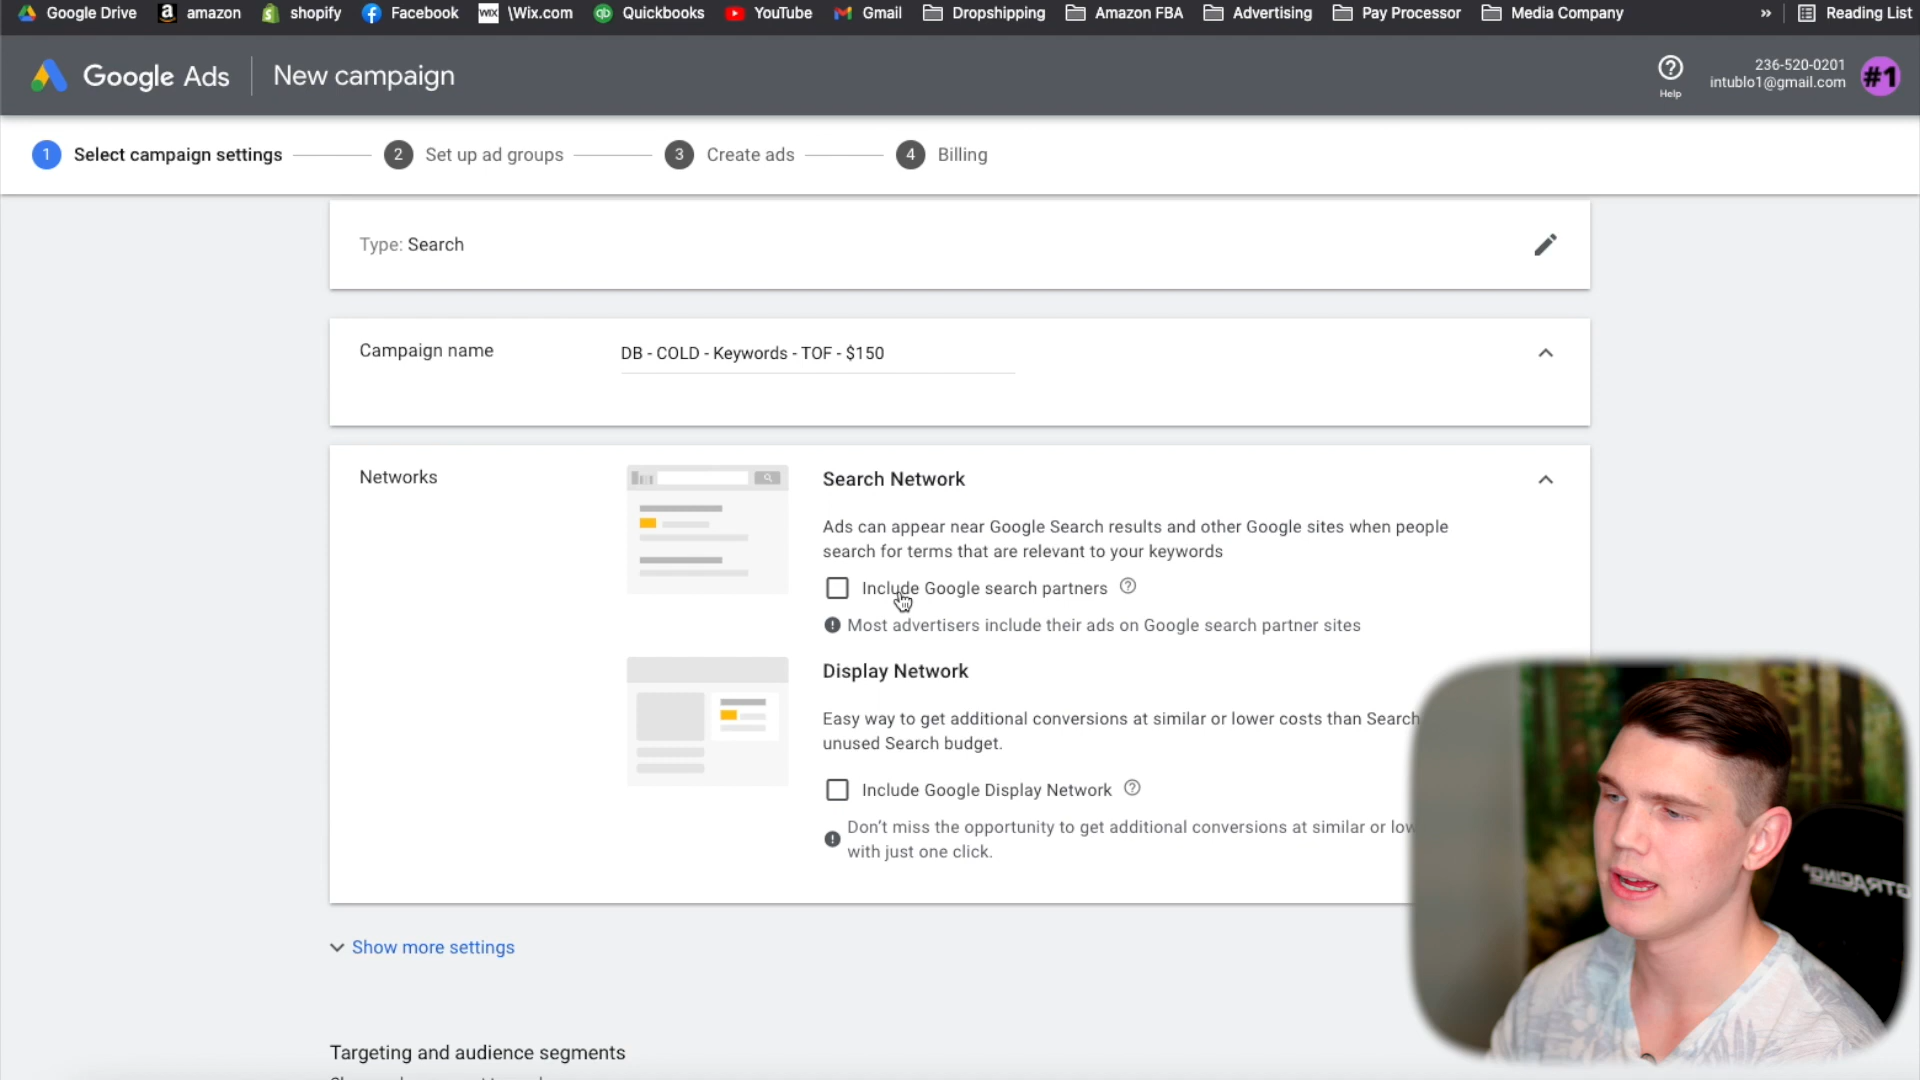 Google Drive amazon shopify Facebook WiX \Wix.com qb Quickbooks YouTube Gmail Dropshipping Amazon FBA Advertising Pay Processor Media Company » Reading List
Google Ads New campaign
Help
236-520-0201
intublo1@gmail.com
#1
1 Select campaign settings 2 Set up ad groups 3 Create ads 4 Billing
Type: Search
Campaign name DB - COLD - Keywords - TOF - $150
Networks
Search Network
Ads can appear near Google Search results and other Google sites when people
search for terms that are relevant to your keywords
Include Google search partners
Most advertisers include their ads on Google search partner sites
Display Network
Easy way to get additional conversions at similar or lower costs than Search
unused Search budget.
Include Google Display Network
Don't miss the opportunity to get additional conversions at similar or low
with just one click.
GTRACING
Show more settings
Targeting and audience segments